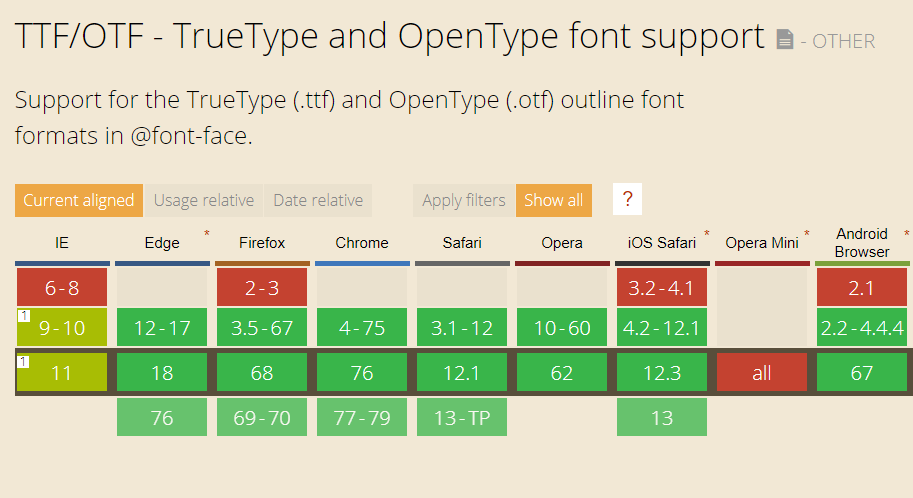 TTF/OTF - TrueType and OpenType font support - OTHER
Support for the TrueType (.ttf) and OpenType (.otf) outline font
formats in @font-face.
Current aligned Usage relative Date relative Apply filters Show all ?
IE Edge * Firefox Chrome Safari Opera iOS Safari * Opera Mini * Android Browser *
6-8 2-3 3.2-4.1 2.1
1 9-10 12-17 3.5-67 4-75 3.1-12 10-60 4.2-12.1 2.2-4.4.4
1 11 18 68 76 12.1 62 12.3 all 67
76 69-70 77-79 13-TP 13